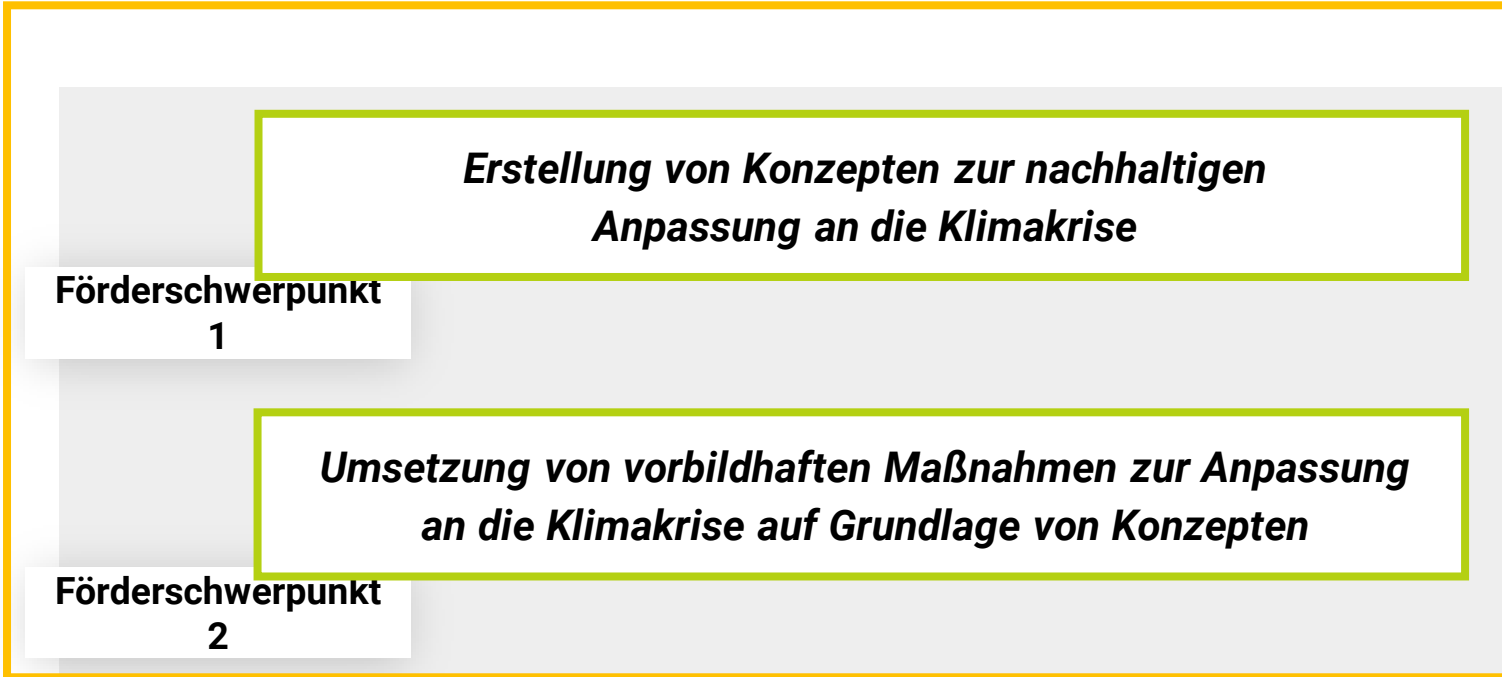 Erstellung von Konzepten zur nachhaltigen
Anpassung an die Klimakrise
Förderschwerpunkt
1
Umsetzung von vorbildhaften Maßnahmen zur Anpassung
an die Klimakrise auf Grundlage von Konzepten
Förderschwerpunkt
2